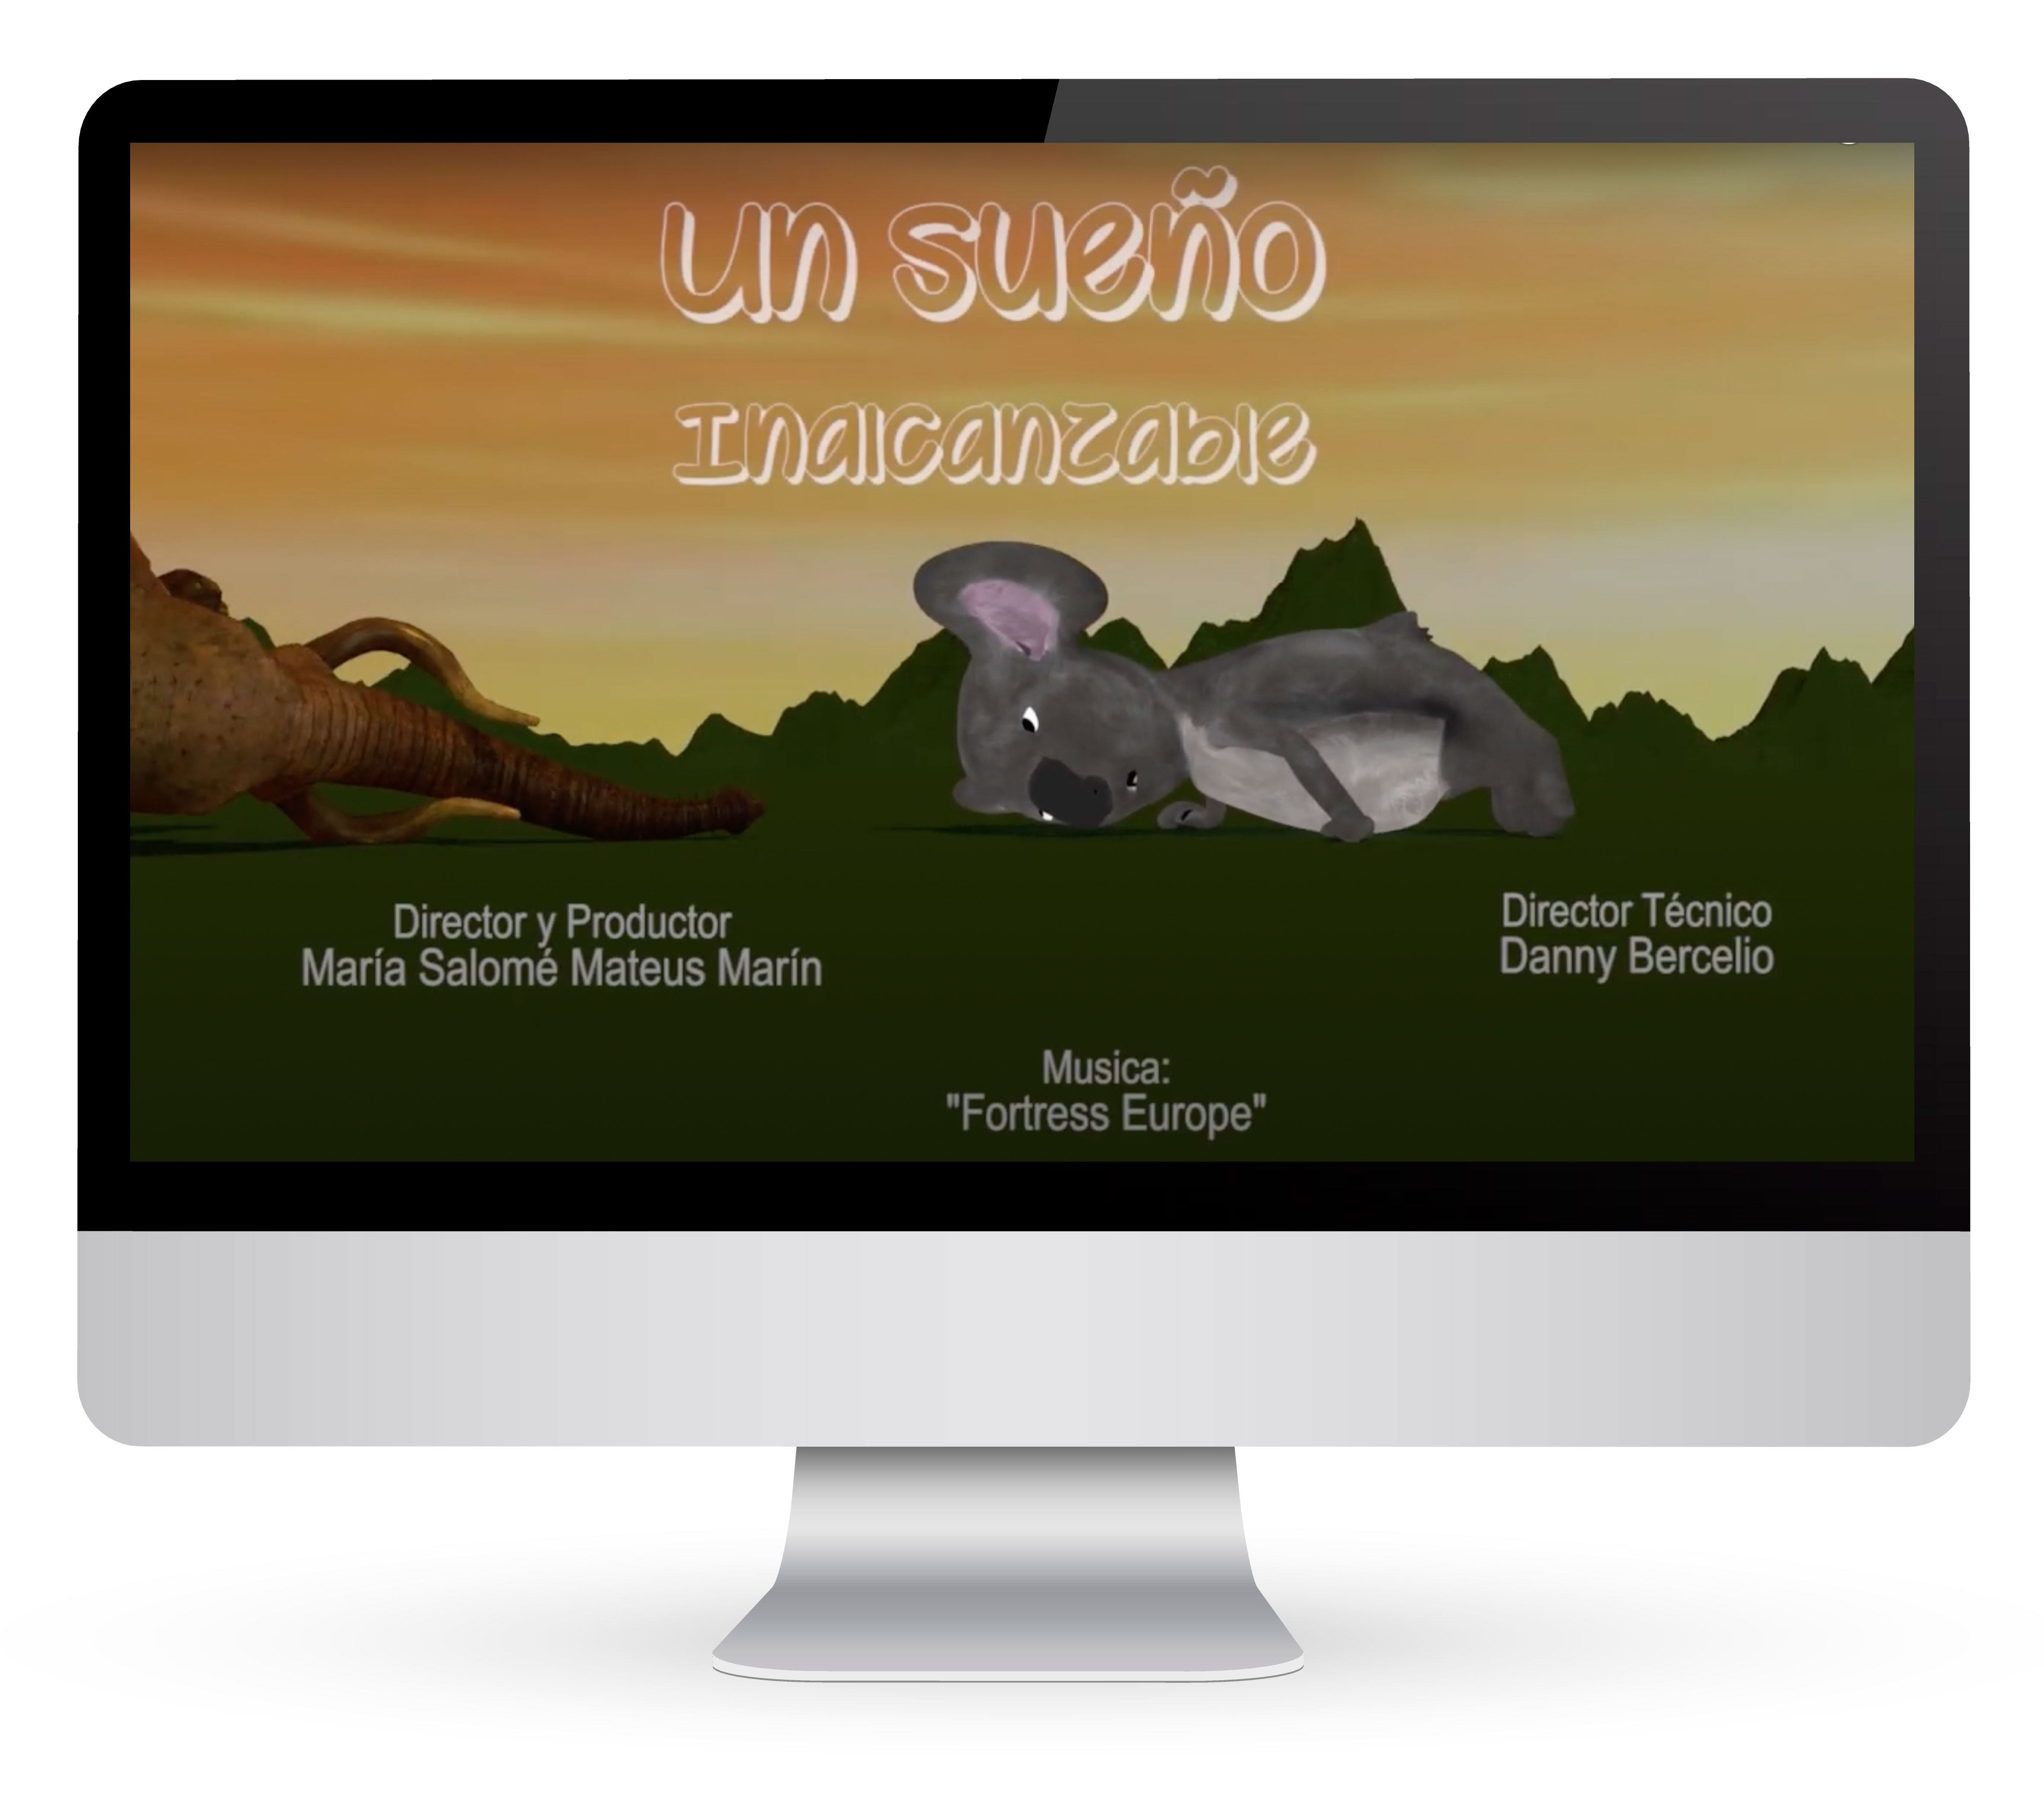 Un sueño
Inalcanzable
Director y Productor
María Salomé Mateus Marín
Director Técnico
Danny Bercelio
Musica:
"Fortress Europe"